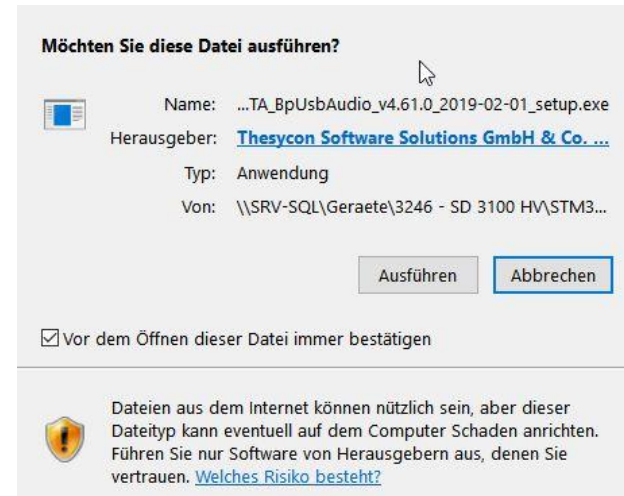 Möchten Sie diese Datei ausführen?
Name: ...TA_BpUsbAudio_v4.61.0_2019-02-01_setup.exe
Herausgeber: Thesycon Software Solutions GmbH & Co. ...
Typ: Anwendung
Von: \\SRV-SQL\Geraete\3246 - SD 3100 HV\STM3...
Ausführen Abbrechen
Vor dem Öffnen dieser Datei immer bestätigen
Dateien aus dem Internet können nützlich sein, aber dieser
Dateityp kann eventuell auf dem Computer Schaden anrichten.
Führen Sie nur Software von Herausgebern aus, denen Sie
vertrauen. Welches Risiko besteht?